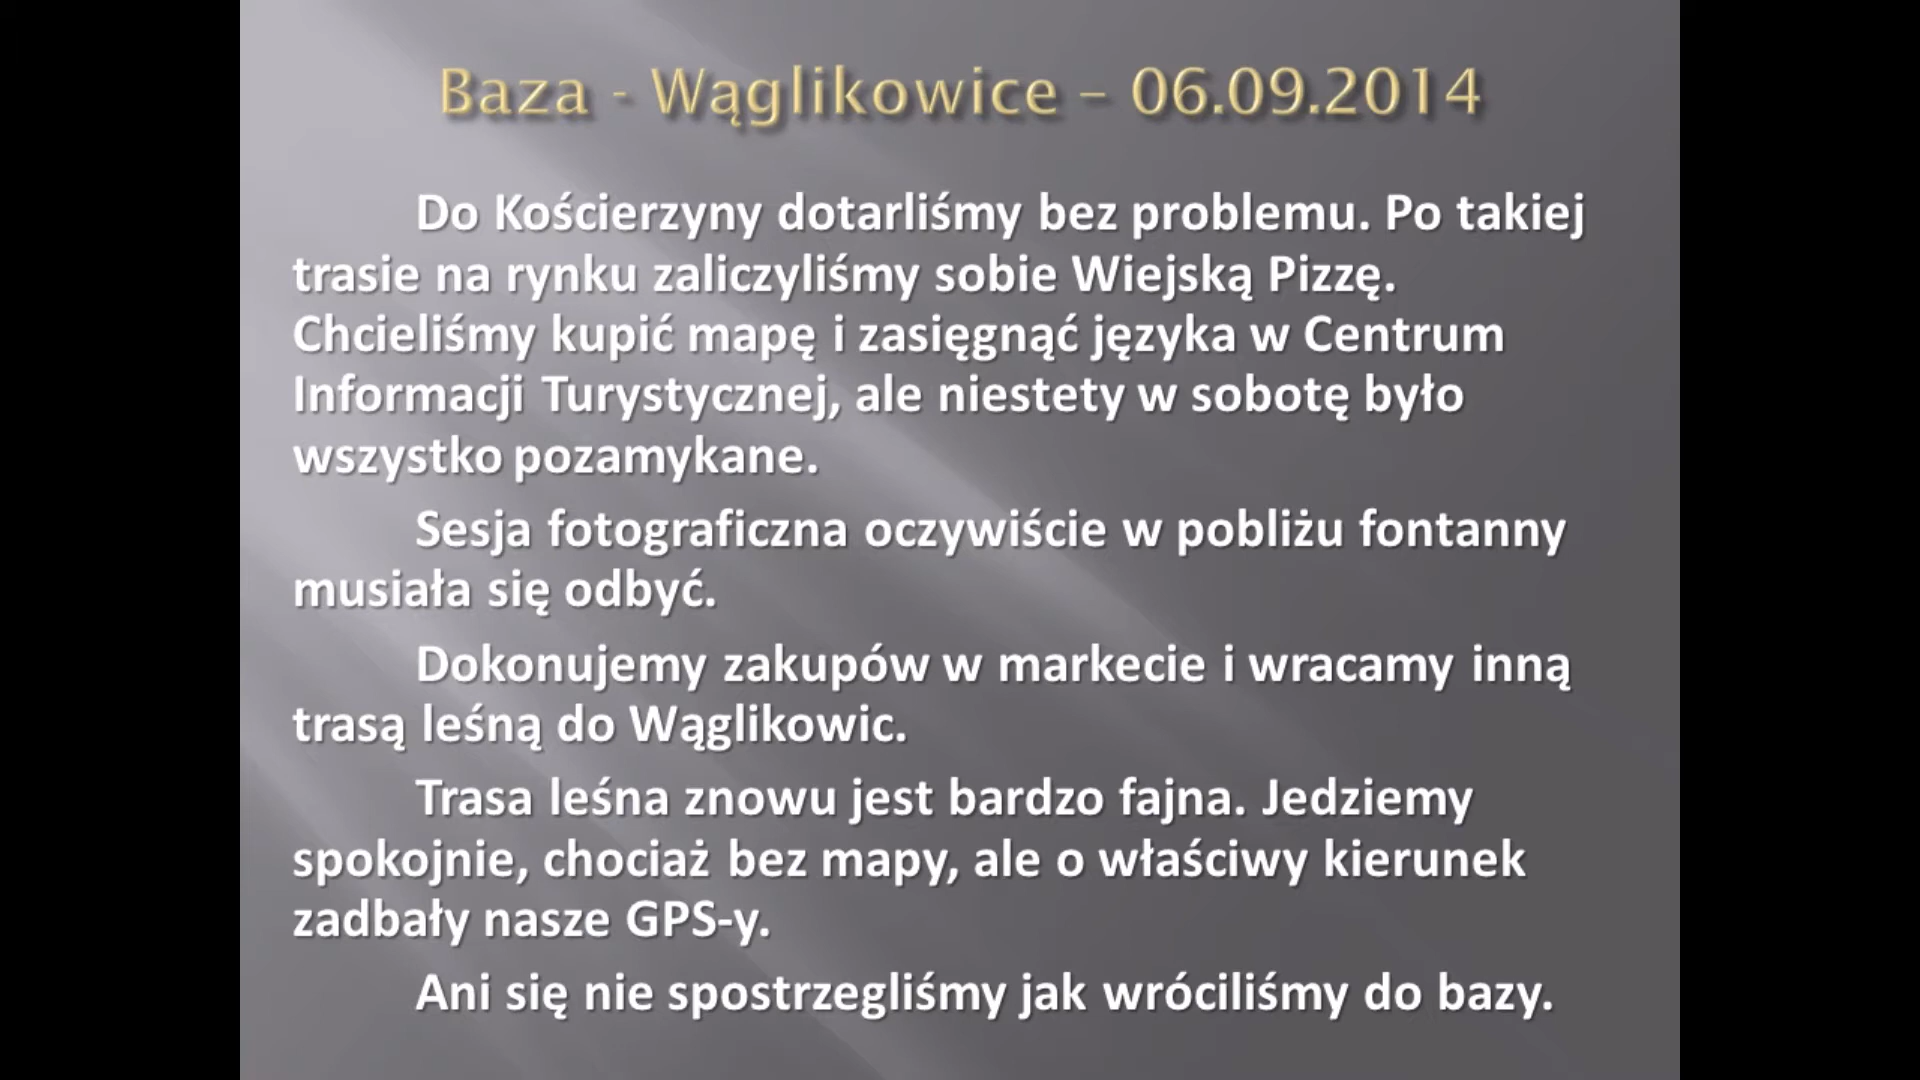 Baza - Wąglikowice – 06.09.2014
Do Kościerzyny dotarliśmy bez problemu. Po takiej
trasie na rynku zaliczyliśmy sobie Wiejską Pizzę.
Chcieliśmy kupić mapę i zasięgnąć języka w Centrum
Informacji Turystycznej, ale niestety w sobotę było
wszystko pozamykane.
Sesja fotograficzna oczywiście w pobliżu fontanny
musiała się odbyć.
Dokonujemy zakupów w markecie i wracamy inną
trasą leśną do Wąglikowic.
Trasa leśna znowu jest bardzo fajna. Jedziemy
spokojnie, chociaż bez mapy, ale o właściwy kierunek
zadbały nasze GPS-y.
Ani się nie spostrzegliśmy jak wróciliśmy do bazy.